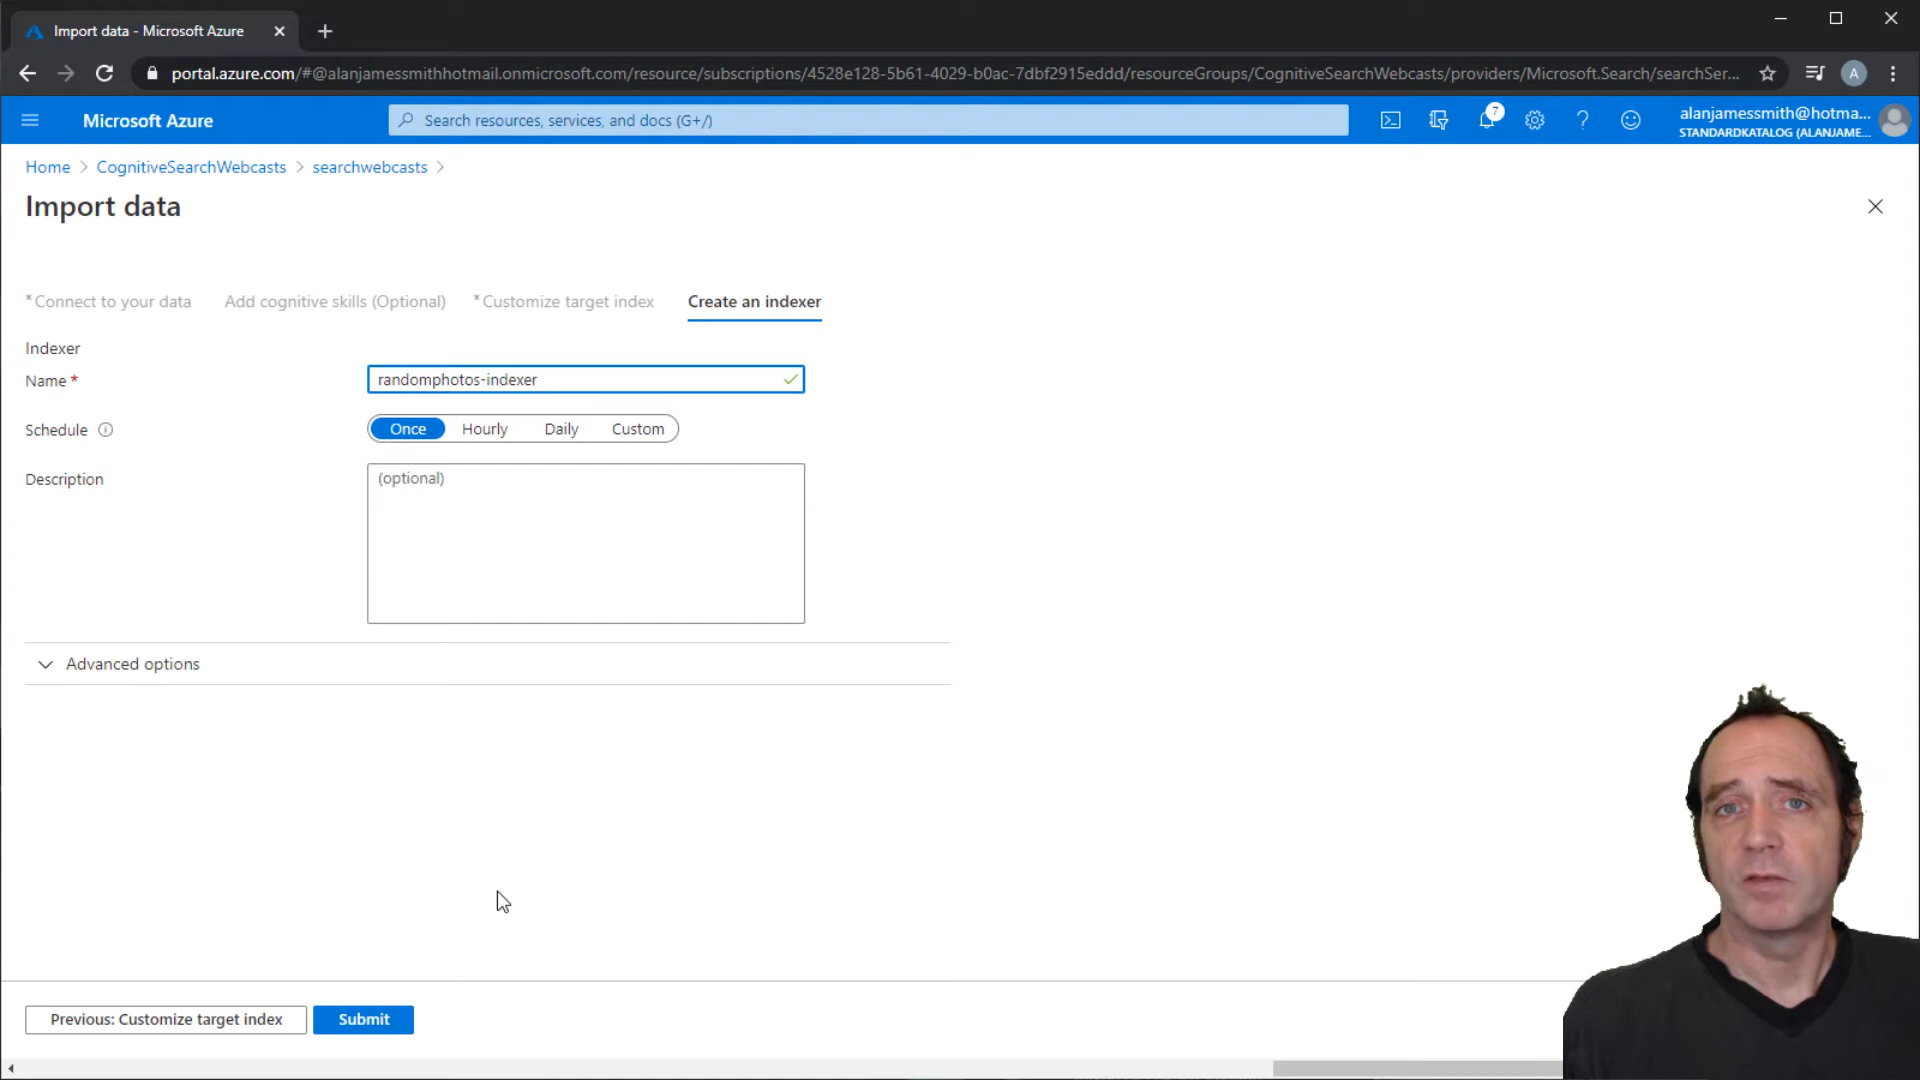 Import data - Microsoft Azure
portal.azure.com/#@alanjamessmithhotmail.onmicrosoft.com/resource/subscriptions/4528e128-5b61-4029-b0ac-7dbf2915eddd/resourceGroups/CognitiveSearchWebcasts/providers/Microsoft.Search/searchSer...
A
Microsoft Azure
Search resources, services, and docs (G+/)
7
alanjamessmith@hotma...
STANDARDKATALOG (ALANJAME...
Home > CognitiveSearchWebcasts > searchwebcasts >
Import data
*Connect to your data
Add cognitive skills (Optional)
*Customize target index
Create an indexer
Indexer
Name *
randomphotos-indexer
Schedule
Once
Hourly
Daily
Custom
Description
(optional)
Advanced options
Previous: Customize target index
Submit